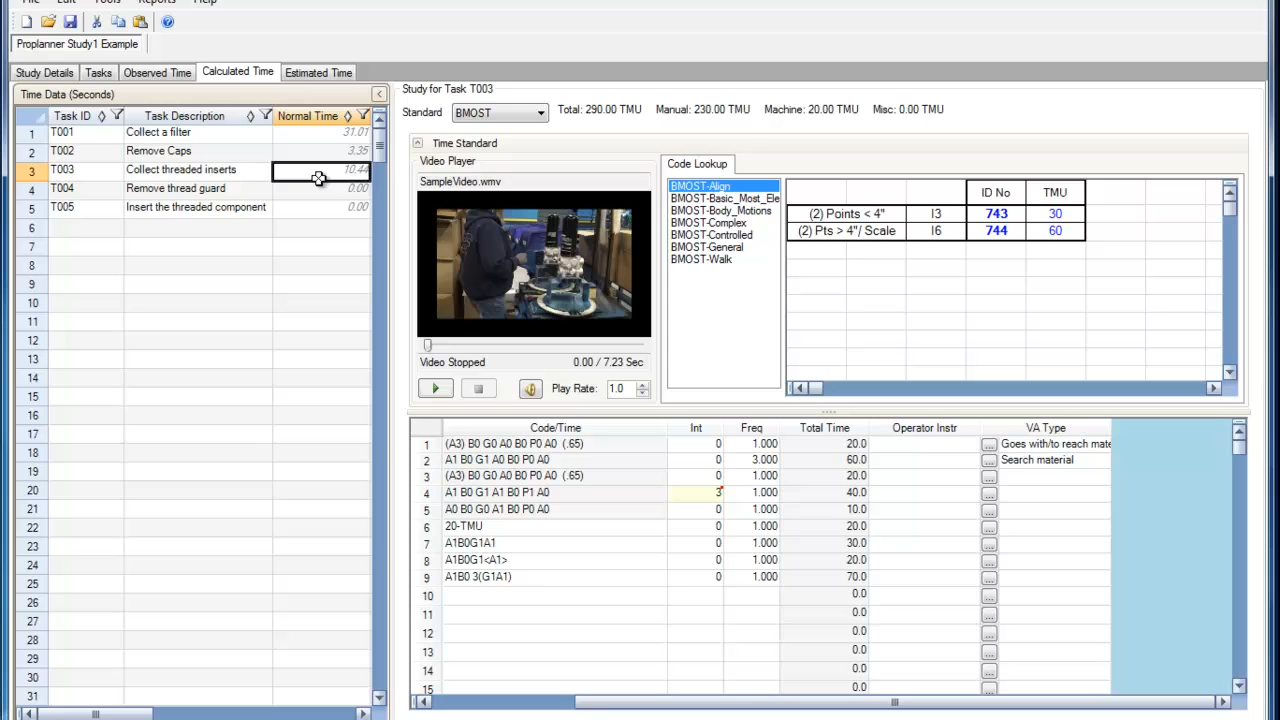 File Edit Tools Reports Help
Proplanner Study1 Example
Study Details Tasks Observed Time Calculated Time Estimated Time
Time Data (Seconds)
Task ID Task Description Normal Time
1 T001 Collect a filter 31.01
2 T002 Remove Caps 3.35
3 T003 Collect threaded inserts 10.44
4 T004 Remove thread guard 0.00
5 T005 Insert the threaded component 0.00
6
7
8
9
10
11
12
13
14
15
16
17
18
19
20
21
22
23
24
25
26
27
28
29
30
31
Study for Task T003
Standard BMOST Total: 290.00 TMU Manual: 230.00 TMU Machine: 20.00 TMU Misc: 0.00 TMU
Time Standard
Video Player
SampleVideo.wmv
Video Stopped 0.00 / 7.23 Sec
Play Rate: 1.0
Code Lookup
BMOST-Align
BMOST-Basic_Most_Ele
BMOST-Body_Motions
BMOST-Complex
BMOST-Controlled
BMOST-General
BMOST-Walk
ID No TMU
(2) Points < 4" I3 743 30
(2) Pts > 4"/ Scale I6 744 60
Code/Time Int Freq Total Time Operator Instr VA Type
1 (A3) B0 G0 A0 B0 P0 A0 (.65) 0 1.000 20.0 ... Goes with/to reach mate
2 A1 B0 G1 A0 B0 P0 A0 0 3.000 60.0 ... Search material
3 (A3) B0 G0 A0 B0 P0 A0 (.65) 0 1.000 20.0 ...
4 A1 B0 G1 A1 B0 P1 A0 3 1.000 40.0 ...
5 A0 B0 G0 A1 B0 P0 A0 0 1.000 10.0 ...
6 20-TMU 0 1.000 20.0 ...
7 A1B0G1A1 0 1.000 30.0 ...
8 A1B0G1<A1> 0 1.000 20.0 ...
9 A1B0 3(G1A1) 0 1.000 70.0 ...
10 0.0 ...
11 0.0 ...
12 0.0 ...
13 0.0 ...
14 0.0 ...
15 0.0 ...